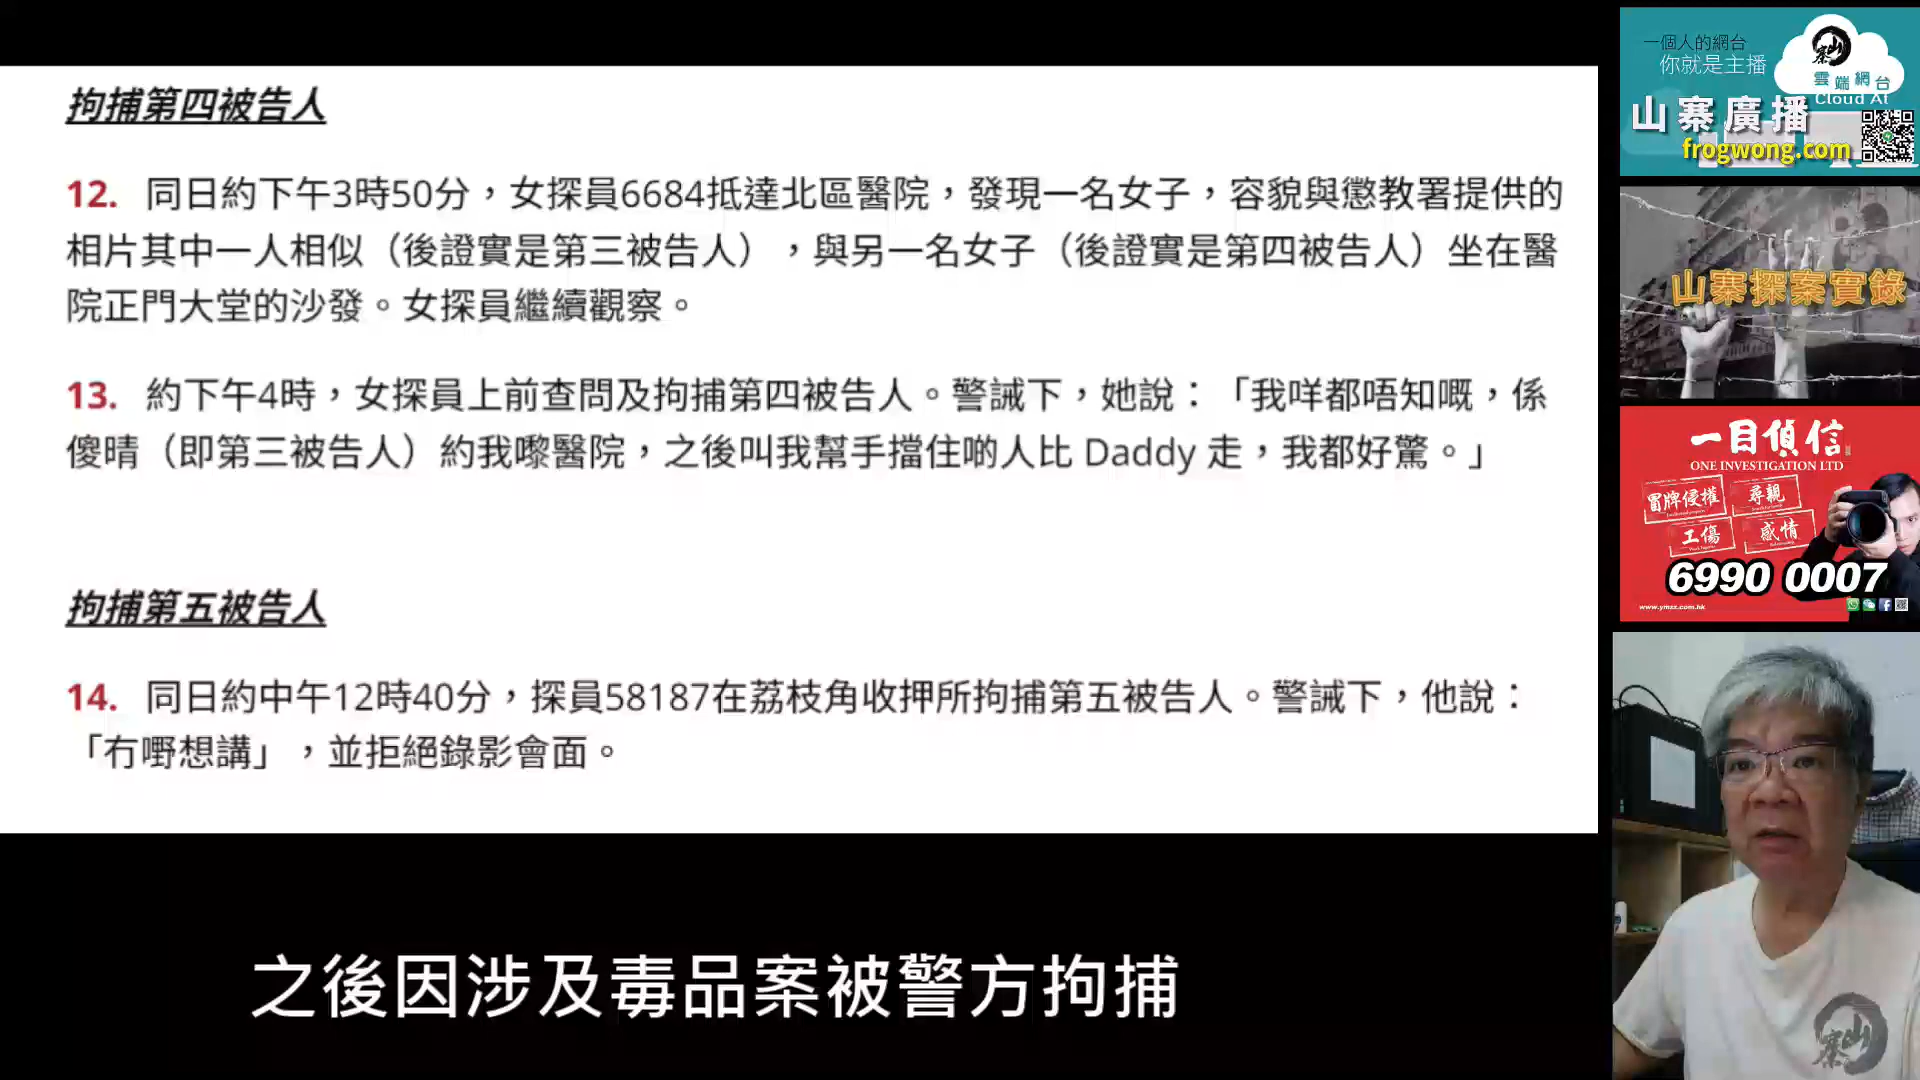 拘捕第四被告人
12. 同日約下午3時50分，女探員6684抵達北區醫院，發現一名女子，容貌與懲教署提供的
相片其中一人相似（後證實是第三被告人），與另一名女子（後證實是第四被告人）坐在醫
院正門大堂的沙發。女探員繼續觀察。
13. 約下午4時，女探員上前查問及拘捕第四被告人。警誡下，她說：「我咩都唔知嘅，係
傻晴（即第三被告人）約我嚟醫院，之後叫我幫手擋住啲人比 Daddy 走，我都好驚。」
拘捕第五被告人
14. 同日約中午12時40分，探員58187在荔枝角收押所拘捕第五被告人。警誡下，他說：
「冇嘢想講」，並拒絕錄影會面。
之後因涉及毒品案被警方拘捕
一個人的網台
你就是主播
山寨
雲端網台
Cloud AI
山寨廣播
frogwong.com
山寨探案實錄
一目偵信
ONE INVESTIGATION LTD
冒牌侵權
尋親
工傷
感情
6990 0007
www.ymzx.com.hk
山寨